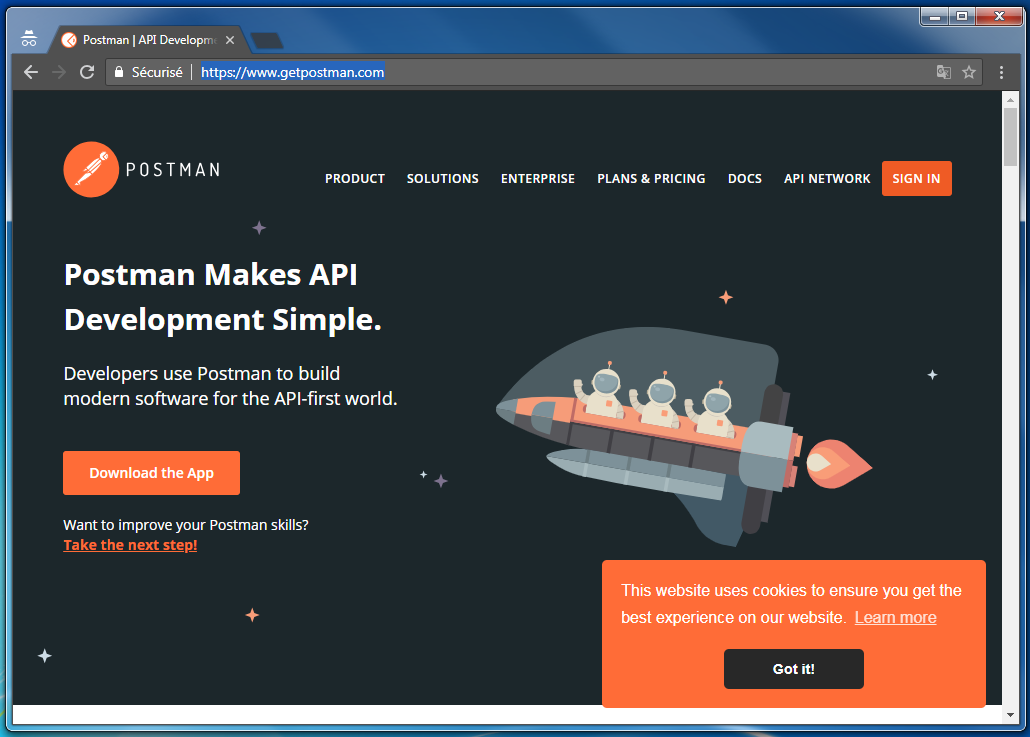 Postman | API Developm
Sécurisé
https://www.getpostman.com
POSTMAN
PRODUCT
SOLUTIONS
ENTERPRISE
PLANS & PRICING
DOCS
API NETWORK
SIGN IN
Postman Makes API
Development Simple.
Developers use Postman to build
modern software for the API-first world.
Download the App
Want to improve your Postman skills?
Take the next step!
This website uses cookies to ensure you get the
best experience on our website. Learn more
Got it!